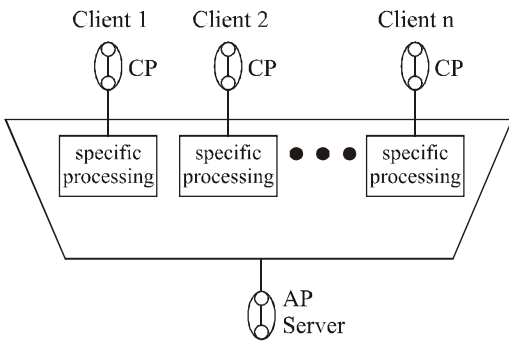 Client 1
Client 2
Client n
CP
CP
CP
specific
processing
specific
processing
specific
processing
AP
Server